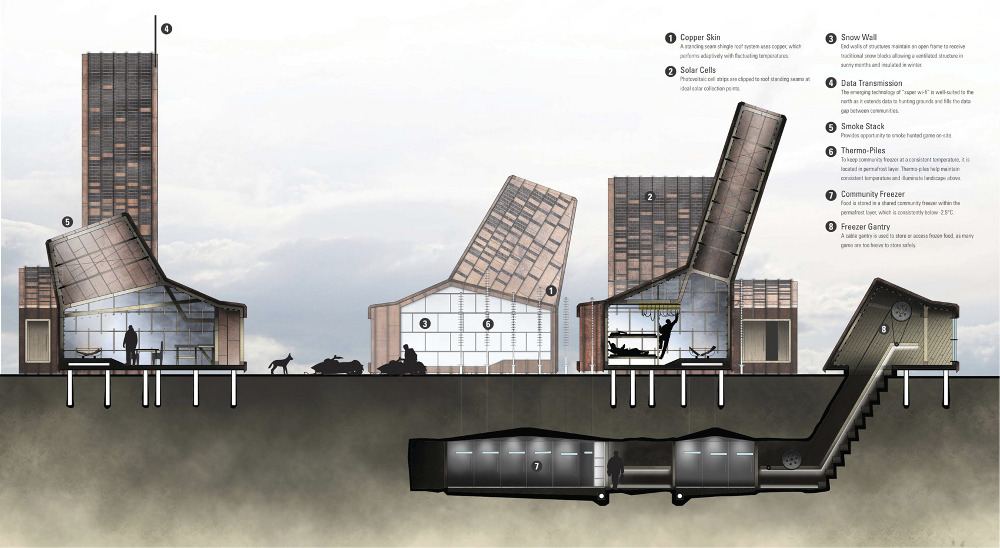 1 Copper Skin
A standing seam shingle roof system uses copper, which
performs adaptively with fluctuating temperatures.
2 Solar Cells
Photovoltaic cell strips are clipped to roof standing seams at
ideal solar collection points.
3 Snow Wall
End walls of structures maintain an open frame to receive
traditional snow blocks allowing a ventilated structure in
sunny months and insulated in winter.
4 Data Transmission
The emerging technology of "super wi-fi" is well-suited to the
north as it extends data to hunting grounds and fills the data
gap between communities.
5 Smoke Stack
Provides opportunity to smoke hunted game on-site.
6 Thermo-Piles
To keep community freezer at a consistent temperature, it is
located in permafrost layer. Thermo-piles help maintain
consistent temperature and illuminate landscape above.
7 Community Freezer
Food is stored in a shared community freezer within the
permafrost layer, which is consistently below -2.5°C.
8 Freezer Gantry
A cable gantry is used to store or access frozen food, as many
game are too heavy to store safely.
4
5
2
1
3
6
8
7